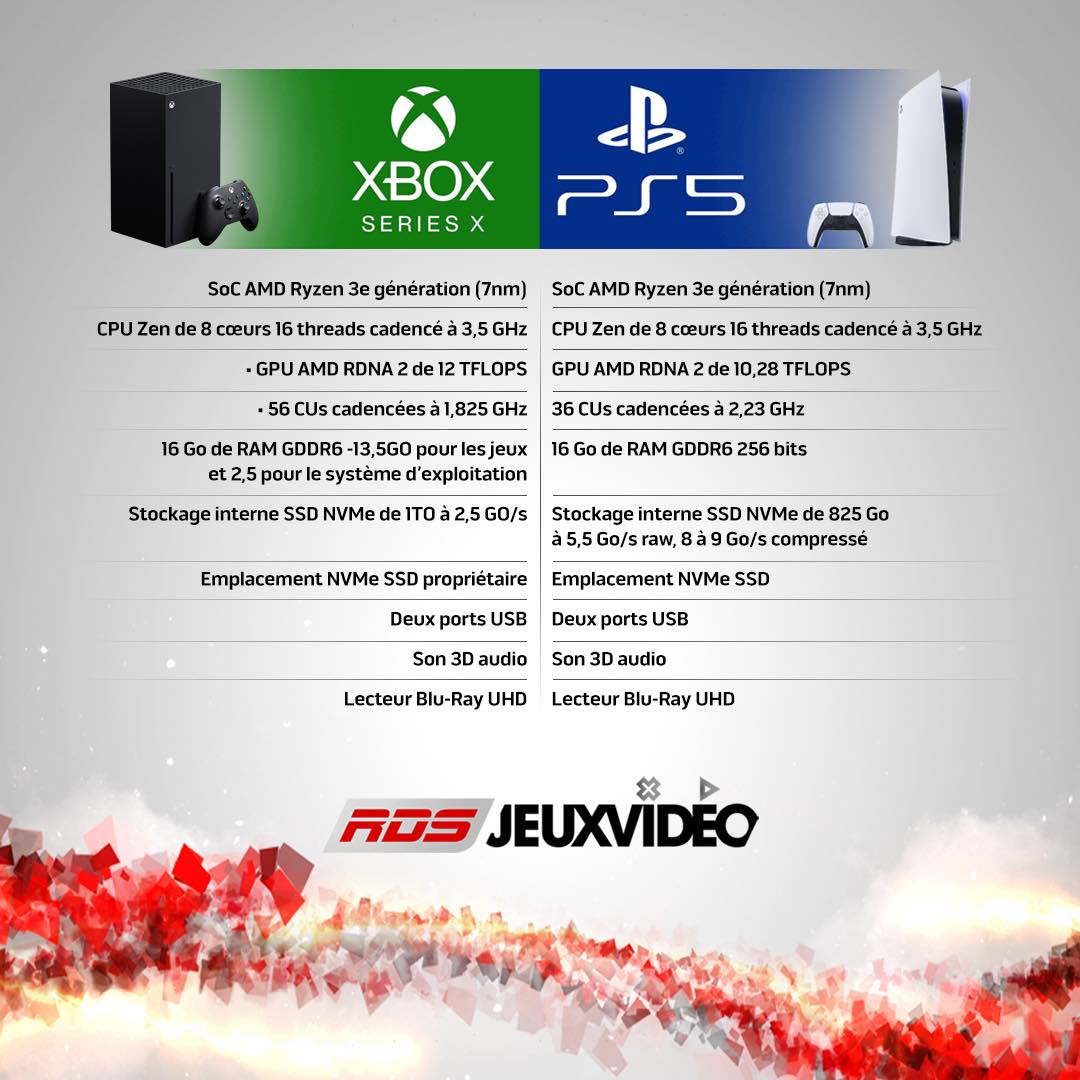 XBOX
SERIES X
PS5
SoC AMD Ryzen 3e génération (7nm)
SoC AMD Ryzen 3e génération (7nm)
CPU Zen de 8 cœurs 16 threads cadencé à 3,5 GHz
CPU Zen de 8 cœurs 16 threads cadencé à 3,5 GHz
• GPU AMD RDNA 2 de 12 TFLOPS
GPU AMD RDNA 2 de 10,28 TFLOPS
• 56 CUs cadencées à 1,825 GHz
36 CUs cadencées à 2,23 GHz
16 Go de RAM GDDR6 -13,5GO pour les jeux
et 2,5 pour le système d'exploitation
16 Go de RAM GDDR6 256 bits
Stockage interne SSD NVMe de 1TO à 2,5 GO/s
Stockage interne SSD NVMe de 825 Go
à 5,5 Go/s raw, 8 à 9 Go/s compressé
Emplacement NVMe SSD propriétaire
Emplacement NVMe SSD
Deux ports USB
Deux ports USB
Son 3D audio
Son 3D audio
Lecteur Blu-Ray UHD
Lecteur Blu-Ray UHD
RDS JEUXVIDÉO